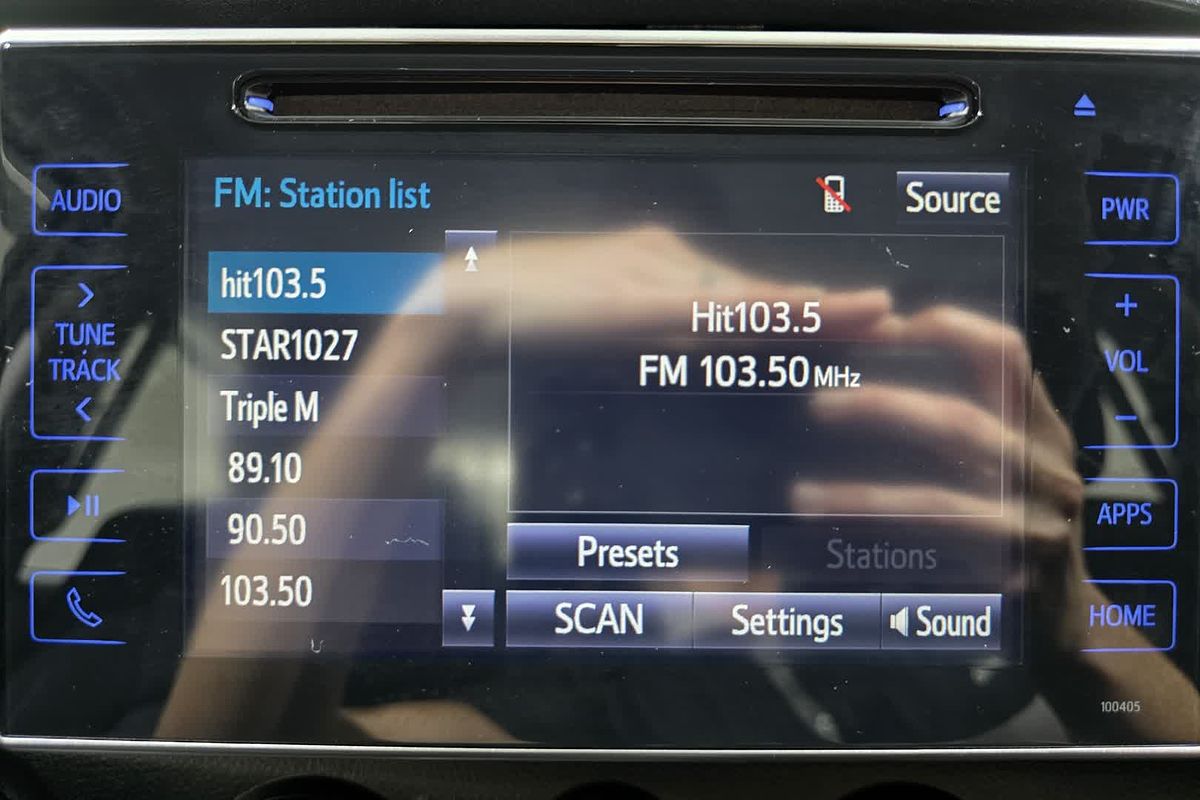 AUDIO
>
TUNE
TRACK
<
FM: Station list
Source
hit103.5
STAR1027
Triple M
89.10
90.50
103.50
Hit103.5
FM 103.50 MHz
Presets
Stations
SCAN
Settings
Sound
PWR
+
VOL
-
APPS
HOME
100405